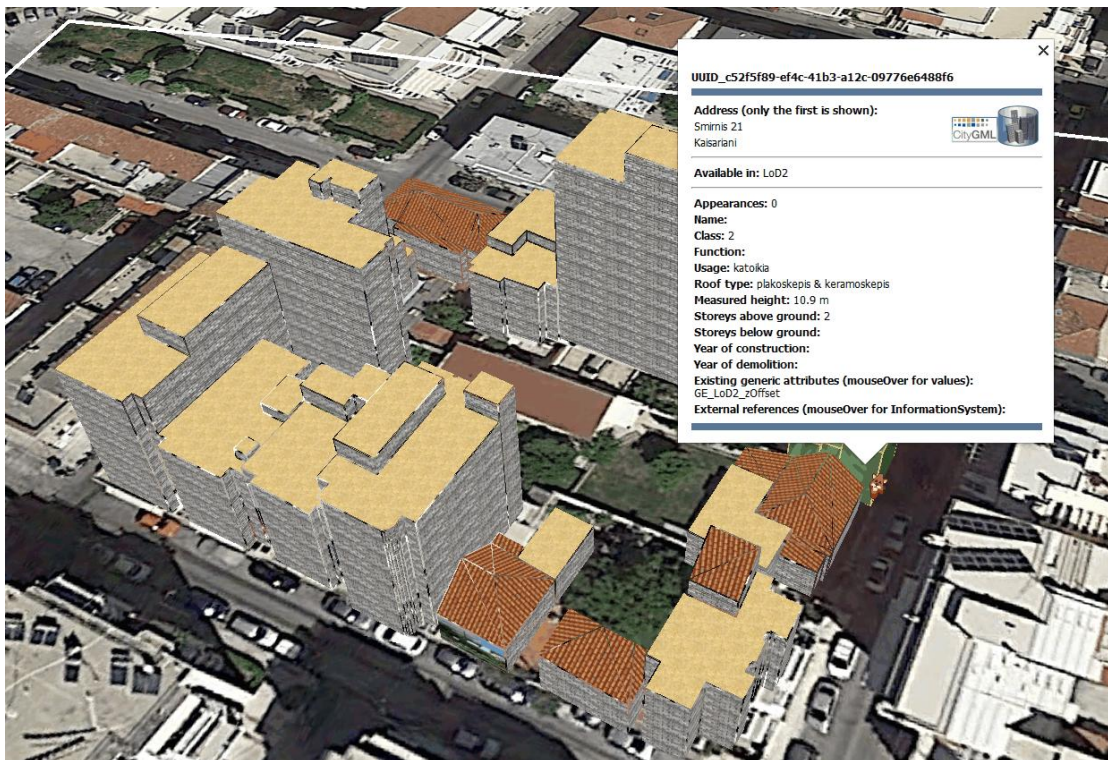 UUID_c52f5f89-ef4c-41b3-a12c-09776e6488f6
Address (only the first is shown):
Smirnis 21
Kaisariani
CityGML
Available in: LoD2
Appearances: 0
Name:
Class: 2
Function:
Usage: katoikia
Roof type: plakoskepis & keramoskepis
Measured height: 10.9 m
Storeys above ground: 2
Storeys below ground:
Year of construction:
Year of demolition:
Existing generic attributes (mouseOver for values):
GE_LoD2_zOffset
External references (mouseOver for InformationSystem):